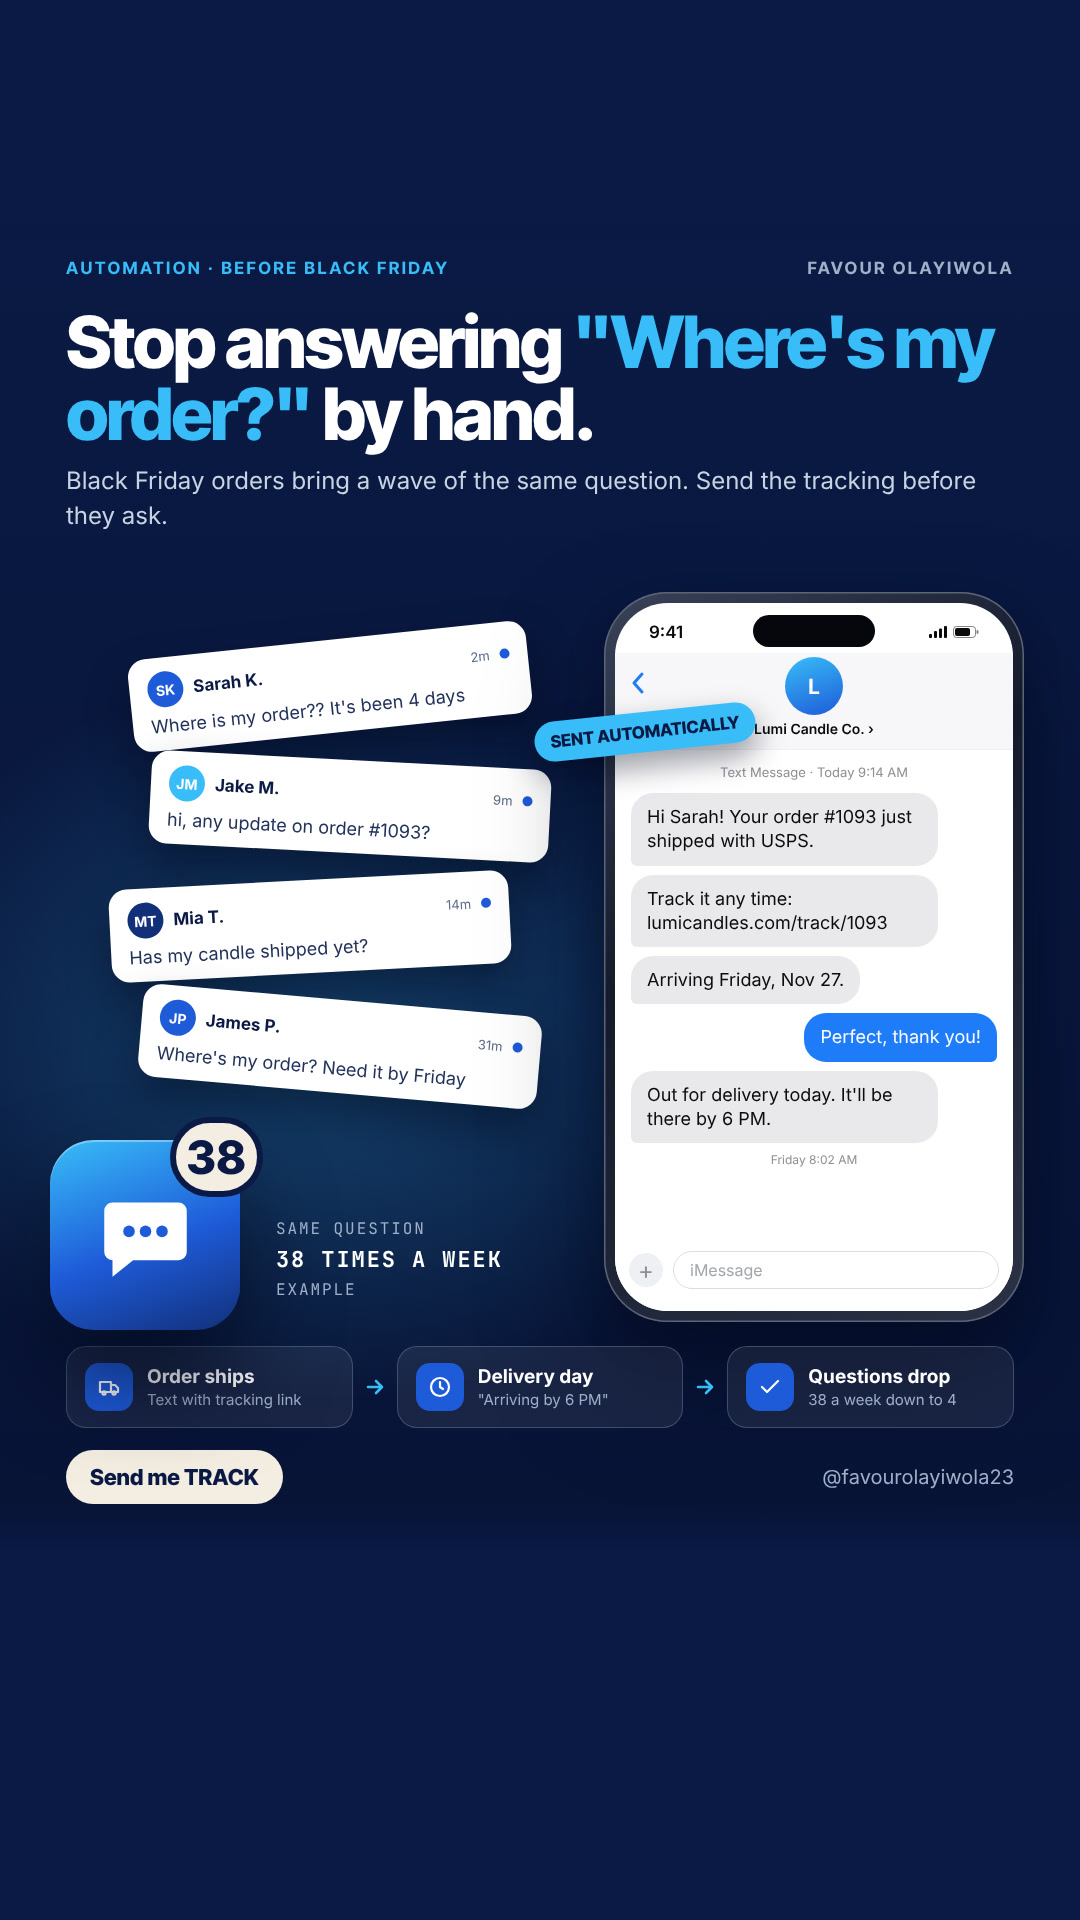 AUTOMATION · BEFORE BLACK FRIDAY
FAVOUR OLAYIWOLA
Stop answering "Where's my
order?" by hand.
Black Friday orders bring a wave of the same question. Send the tracking before
they ask.
SK
Sarah K.
2m
Where is my order?? It's been 4 days
JM
Jake M.
9m
hi, any update on order #1093?
MT
Mia T.
14m
Has my candle shipped yet?
JP
James P.
31m
Where's my order? Need it by Friday
38
SAME QUESTION
38 TIMES A WEEK
EXAMPLE
SENT AUTOMATICALLY
9:41
L
Lumi Candle Co. ›
Text Message · Today 9:14 AM
Hi Sarah! Your order #1093 just
shipped with USPS.
Track it any time:
lumicandles.com/track/1093
Arriving Friday, Nov 27.
Perfect, thank you!
Out for delivery today. It'll be
there by 6 PM.
Friday 8:02 AM
+
iMessage
Order ships
Text with tracking link
Delivery day
"Arriving by 6 PM"
Questions drop
38 a week down to 4
Send me TRACK
@favourolayiwola23